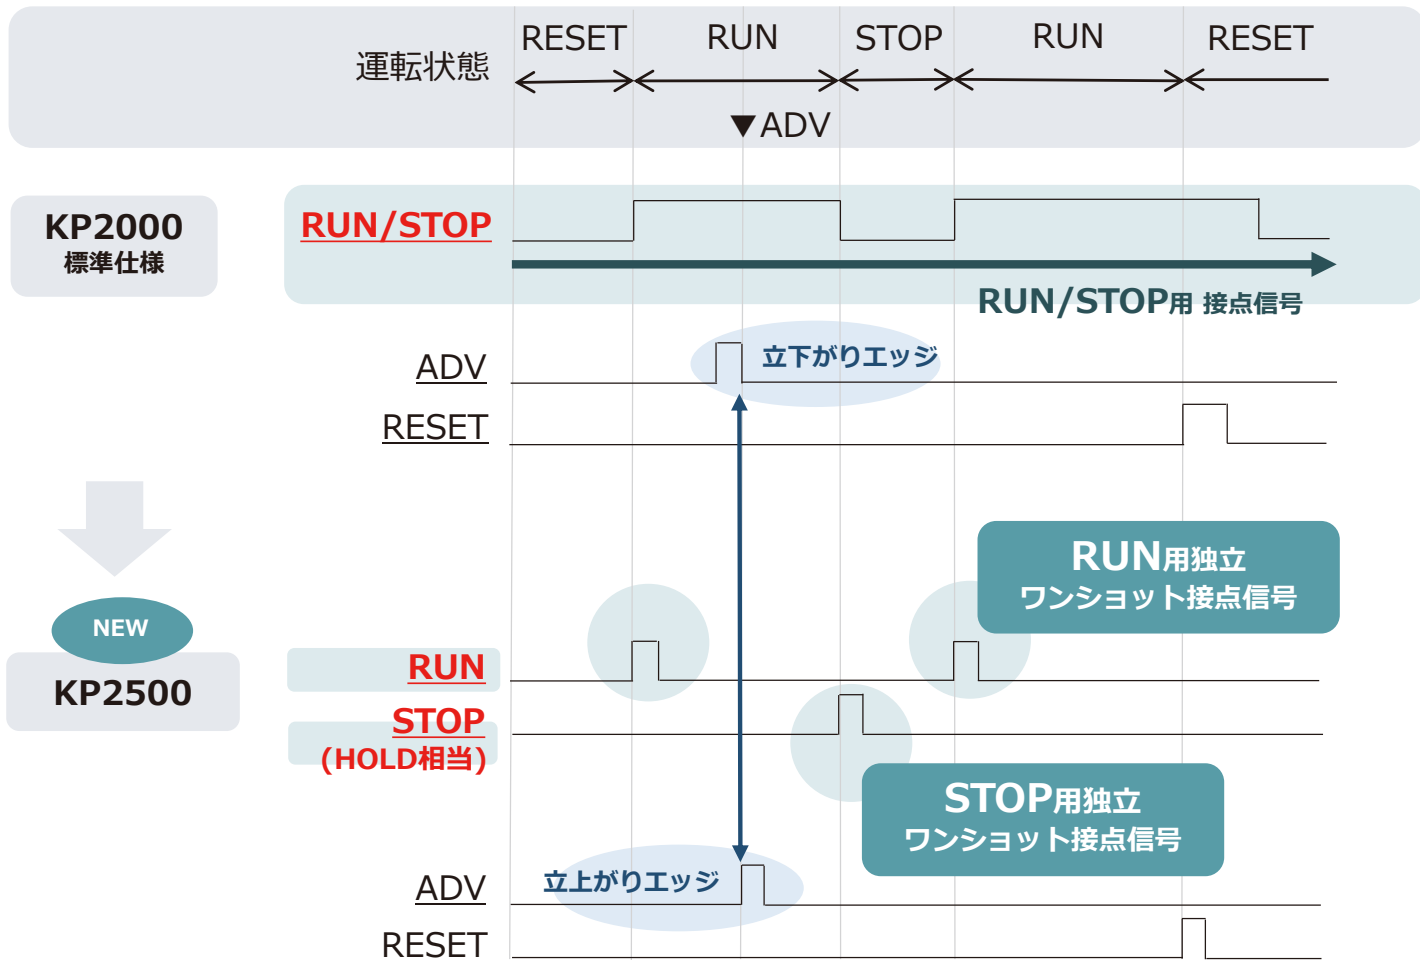 運転状態
RESET
RUN
STOP
RUN
RESET
▼ADV
KP2000
標準仕様
RUN/STOP
RUN/STOP用 接点信号
ADV
立下がりエッジ
RESET
RUN用独立
ワンショット接点信号
NEW
KP2500
RUN
STOP
(HOLD相当)
STOP用独立
ワンショット接点信号
立上がりエッジ
ADV
RESET